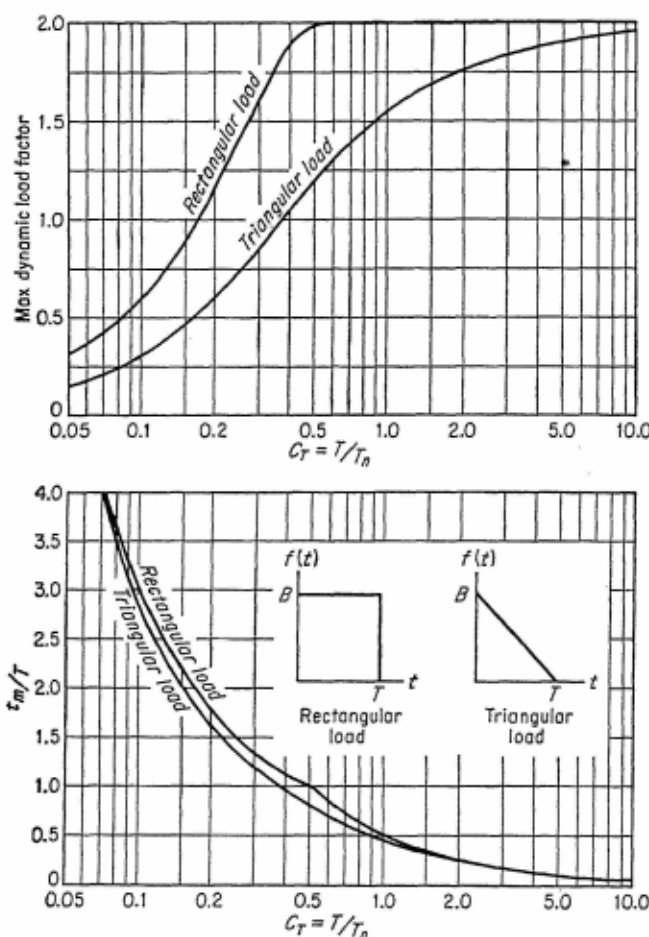 Max dynamic load factor
2.0
1.5
1.0
0.5
0
Rectangular load
Triangular load
0.05
0.1
0.2
0.5
1.0
2.0
5.0
10.0
C_T = T/T_n
t_m/T
4.0
3.5
3.0
2.5
2.0
1.5
1.0
0.5
0
Rectangular load
Triangular load
f(t)
B
T
t
Rectangular
load
f(t)
B
T
t
Triangular
load
0.05
0.1
0.2
0.5
1.0
2.0
5.0
10.0
C_T = T/T_n